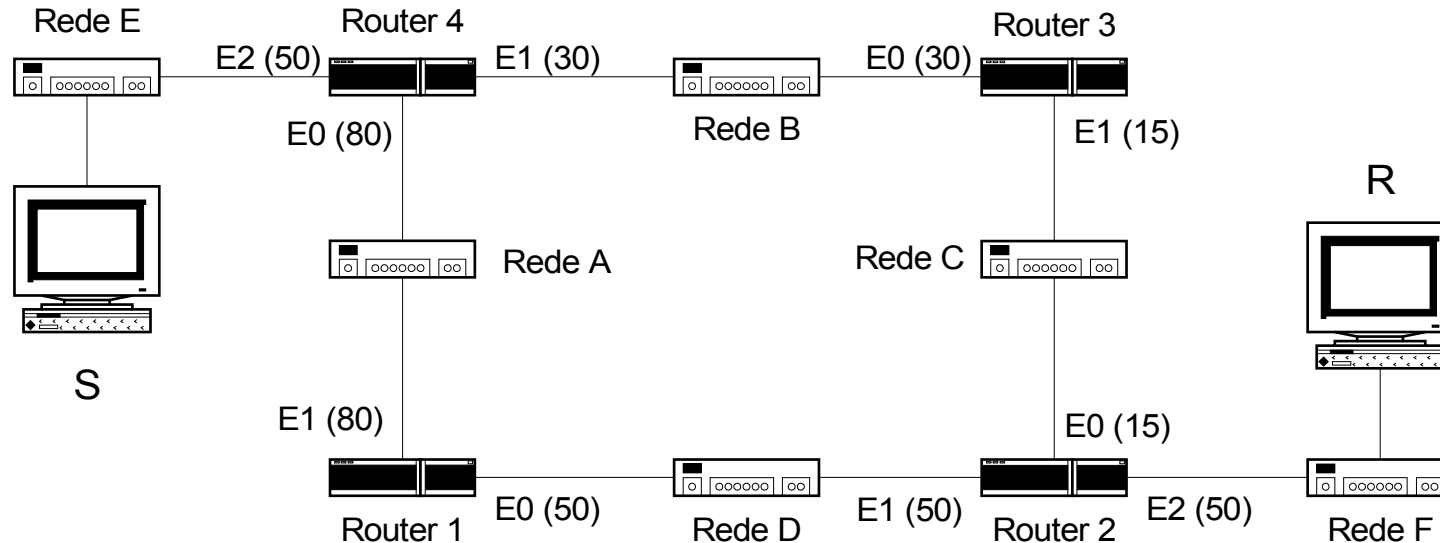 Rede E
Router 4
Router 3
E2 (50)
E1 (30)
E0 (30)
Rede B
E0 (80)
E1 (15)
R
Rede A
Rede C
S
E1 (80)
E0 (15)
E0 (50)
E1 (50)
E2 (50)
Router 1
Rede D
Router 2
Rede F